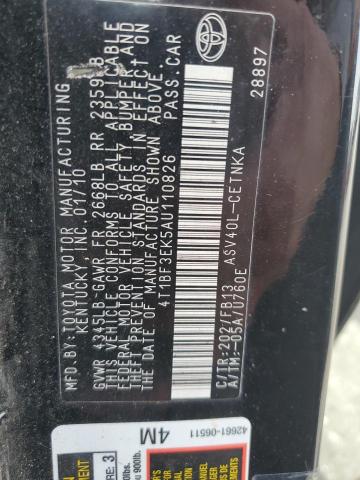 MFD BY:TOYOTA MOTOR MANUFACTURING
KENTUCKY, INC. 01/10
GVWR 4345LB-GAWR FR 2668LB RR 2359LB
THIS VEHICLE CONFORMS TO ALL APPLICABLE
FEDERAL MOTOR VEHICLE SAFETY BUMPER AND
THEFT PREVENTION STANDARDS IN EFFECT ON
THE DATE OF MANUFACTURE SHOWN ABOVE.
4T1BF3EK5AU110826 PASS.CAR
C/TR:202/FB13
A/TM:-05A/U760E
ASV40L-CETNKA
TOYOTA
28897
42661-06511
4M